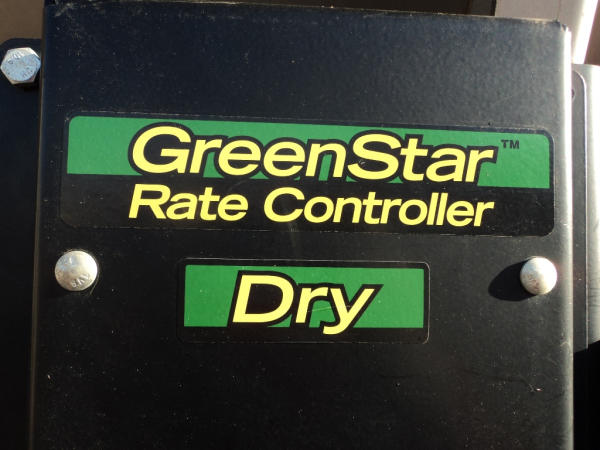 GreenStar™
Rate Controller
Dry